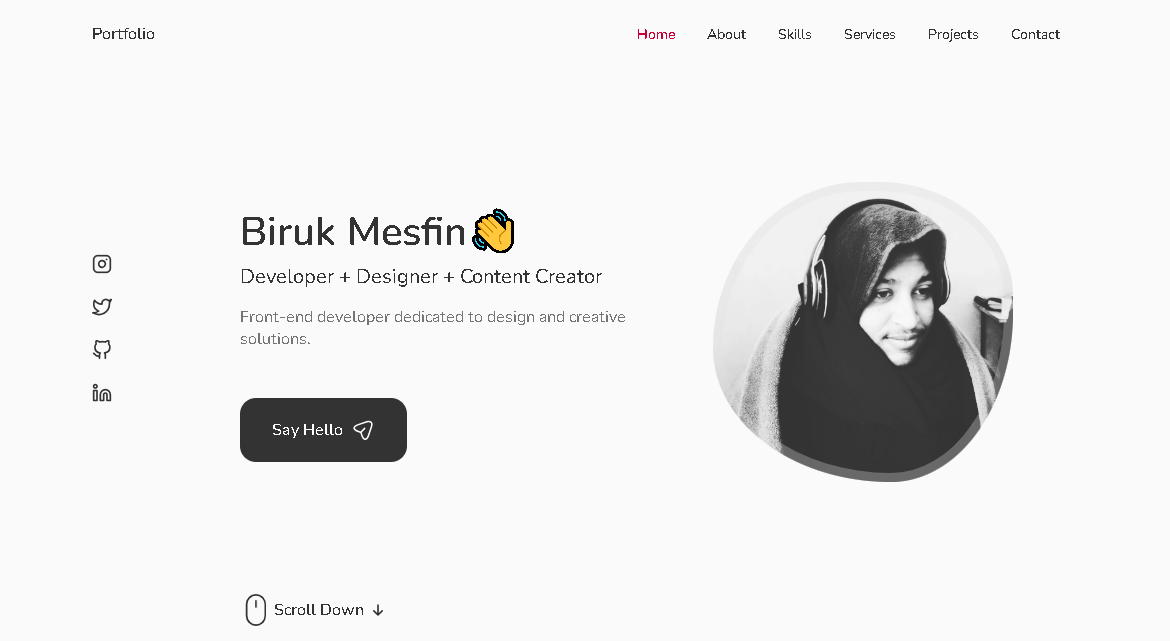 Portfolio
Home About Skills Services Projects Contact
Biruk Mesfin👋
Developer + Designer + Content Creator
Front-end developer dedicated to design and creative
solutions.
Say Hello
Scroll Down ↓